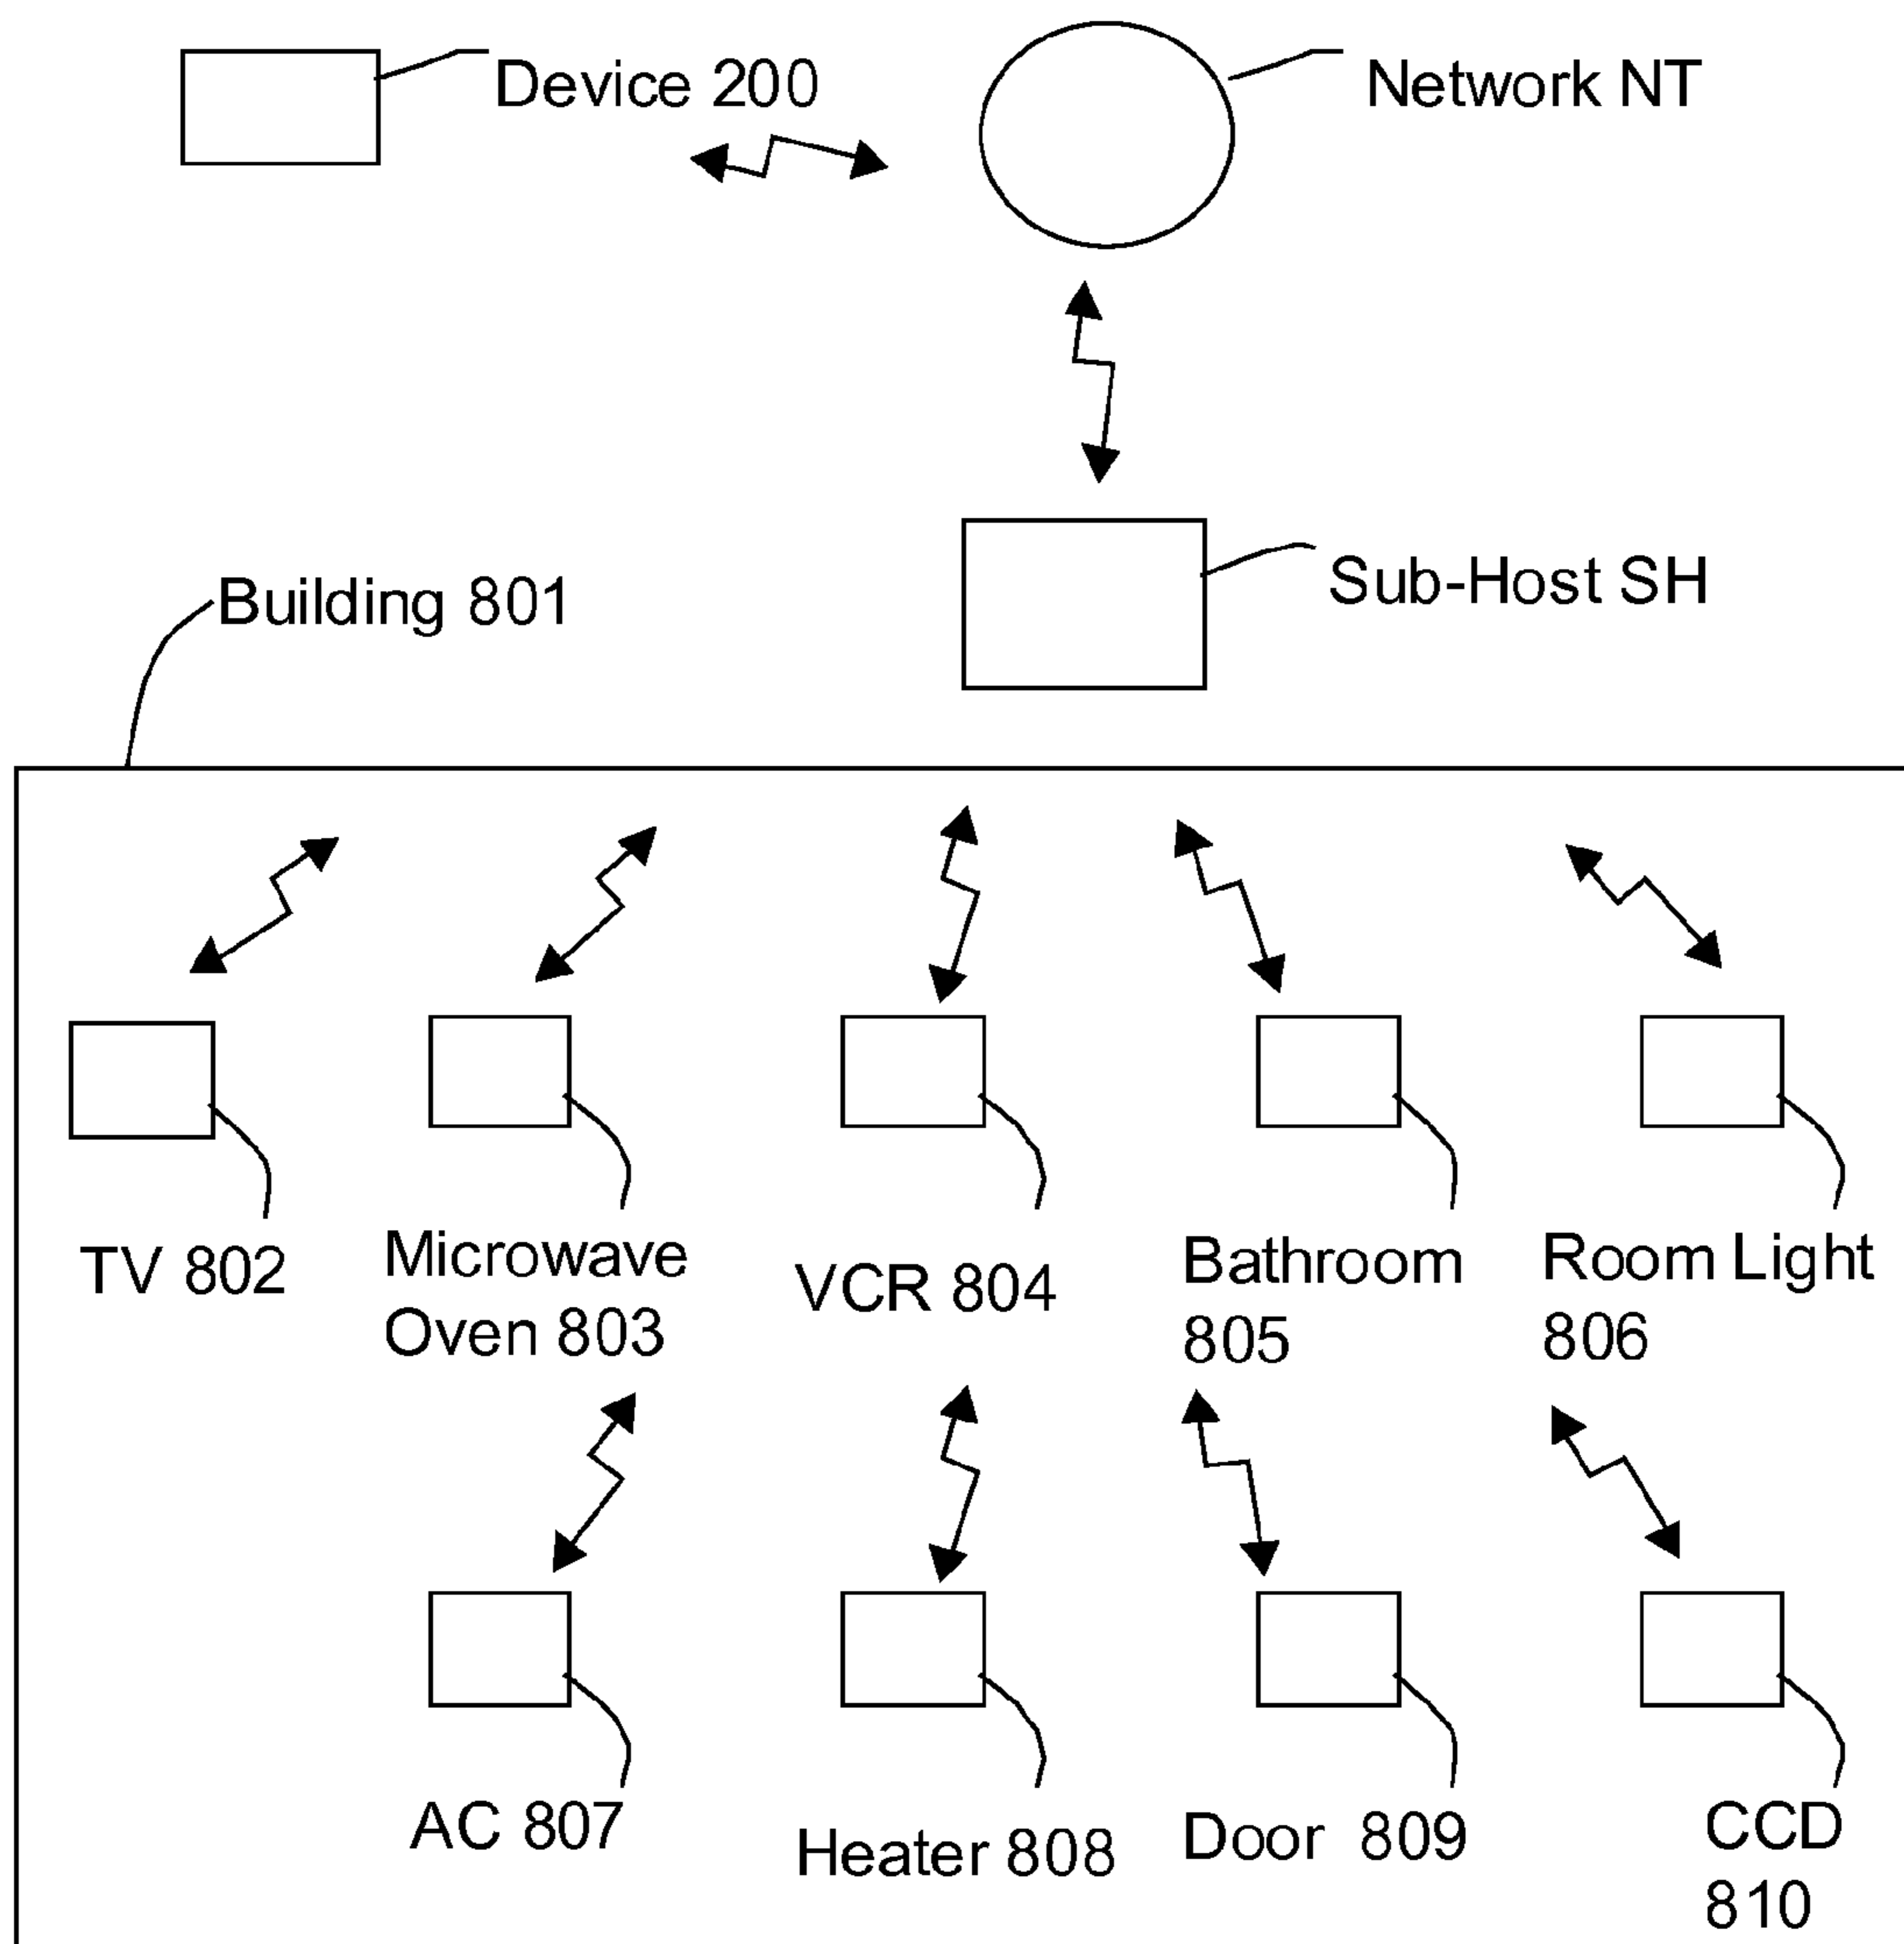 Device 200
Network NT
Sub-Host SH
Building 801
TV 802
Microwave
Oven 803
VCR 804
Bathroom
805
Room Light
806
AC 807
Heater 808
Door 809
CCD
810